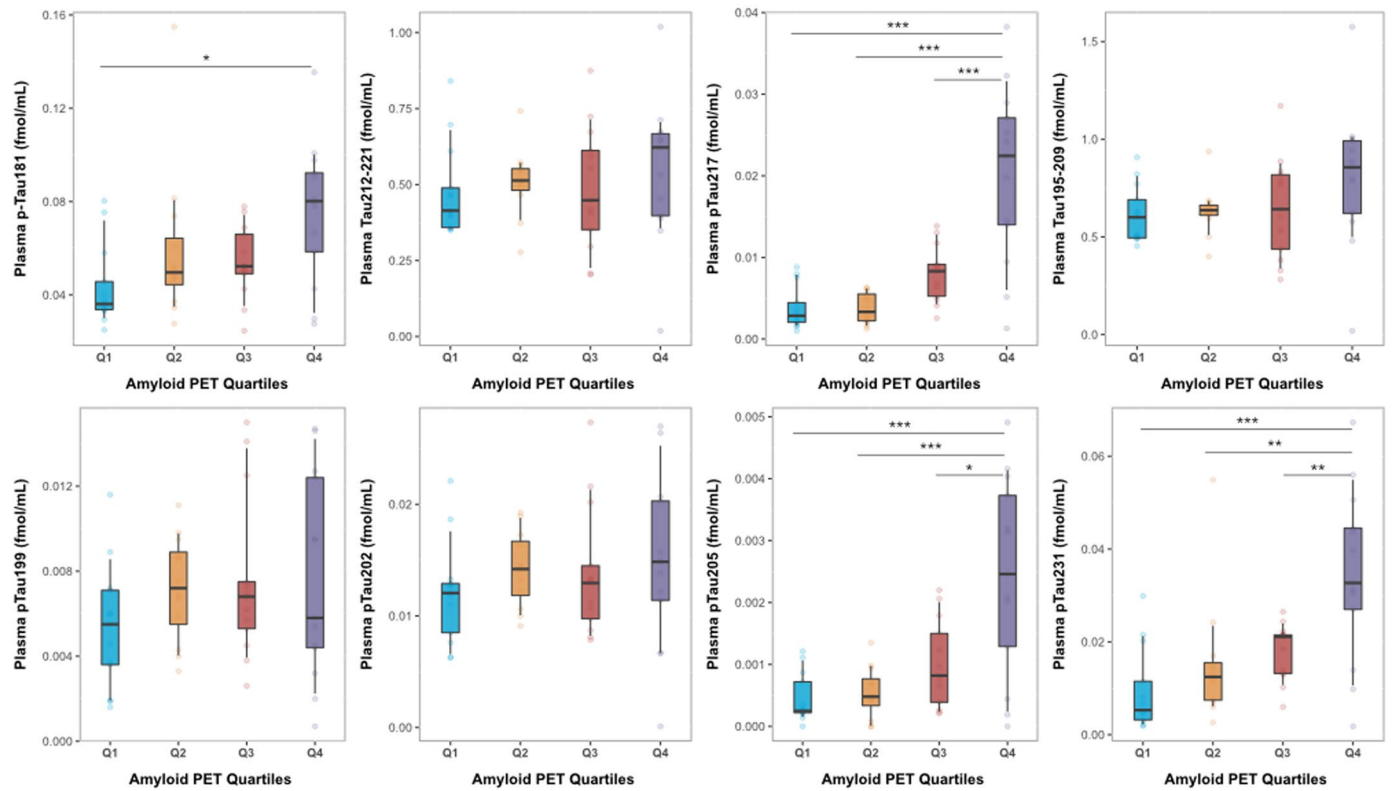 Plasma p-Tau181 (fmol/mL)
0.16
0.12
0.08
0.04
*
Q1 Q2 Q3 Q4
Amyloid PET Quartiles
Plasma Tau212-221 (fmol/mL)
1.00
0.75
0.50
0.25
0.00
Q1 Q2 Q3 Q4
Amyloid PET Quartiles
Plasma pTau217 (fmol/mL)
0.04
0.03
0.02
0.01
0.00
***
***
***
Q1 Q2 Q3 Q4
Amyloid PET Quartiles
Plasma Tau195-209 (fmol/mL)
1.5
1.0
0.5
0.0
Q1 Q2 Q3 Q4
Amyloid PET Quartiles
Plasma pTau199 (fmol/mL)
0.012
0.008
0.004
0.000
Q1 Q2 Q3 Q4
Amyloid PET Quartiles
Plasma pTau202 (fmol/mL)
0.02
0.01
0.00
Q1 Q2 Q3 Q4
Amyloid PET Quartiles
Plasma pTau205 (fmol/mL)
0.005
0.004
0.003
0.002
0.001
0.000
***
***
*
Q1 Q2 Q3 Q4
Amyloid PET Quartiles
Plasma pTau231 (fmol/mL)
0.06
0.04
0.02
0.00
***
**
**
Q1 Q2 Q3 Q4
Amyloid PET Quartiles